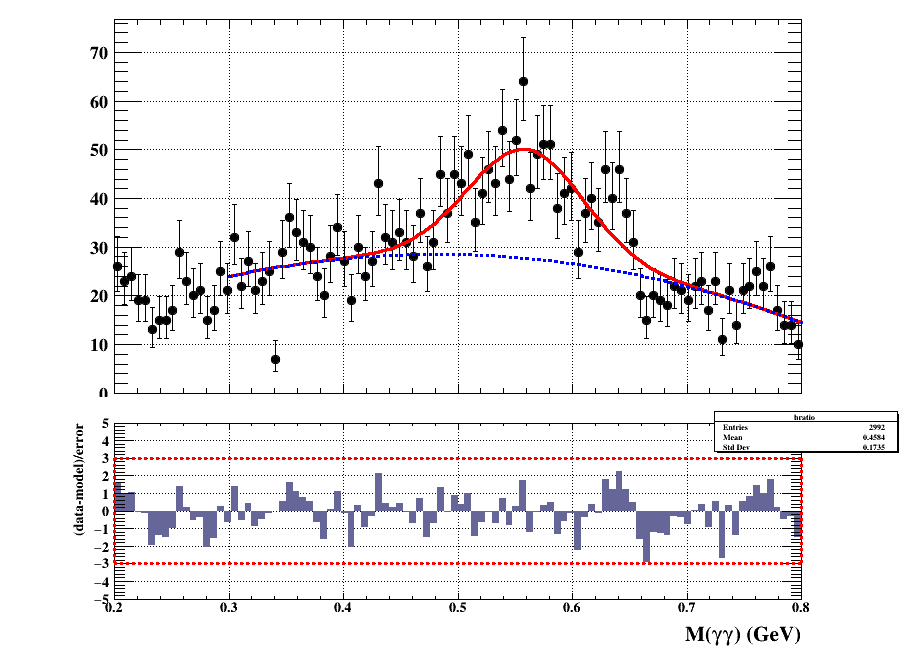 70
60
50
40
30
20
10
0
hratio
Entries 2992
Mean 0.4584
Std Dev 0.1735
(data-model)/error
5
4
3
2
1
0
−1
−2
−3
−4
−5
0.2 0.3 0.4 0.5 0.6 0.7 0.8
M(γγ) (GeV)